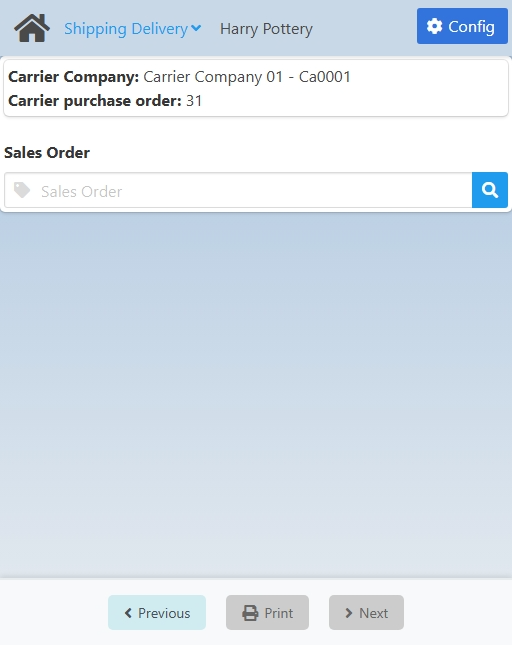 Shipping Delivery Harry Pottery Config
Carrier Company: Carrier Company 01 - Ca0001
Carrier purchase order: 31
Sales Order
Sales Order
Previous Print Next